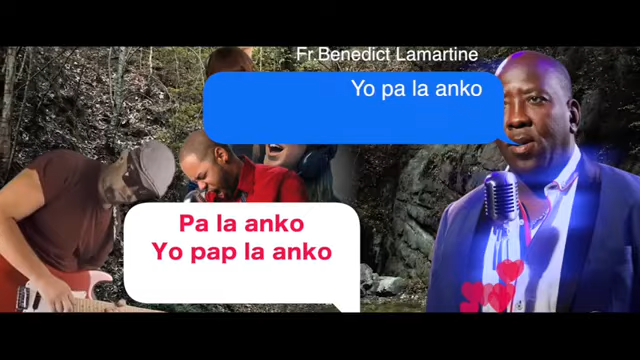 Fr.Benedict Lamartine
Yo pa la anko
Pa la anko
Yo pap la anko